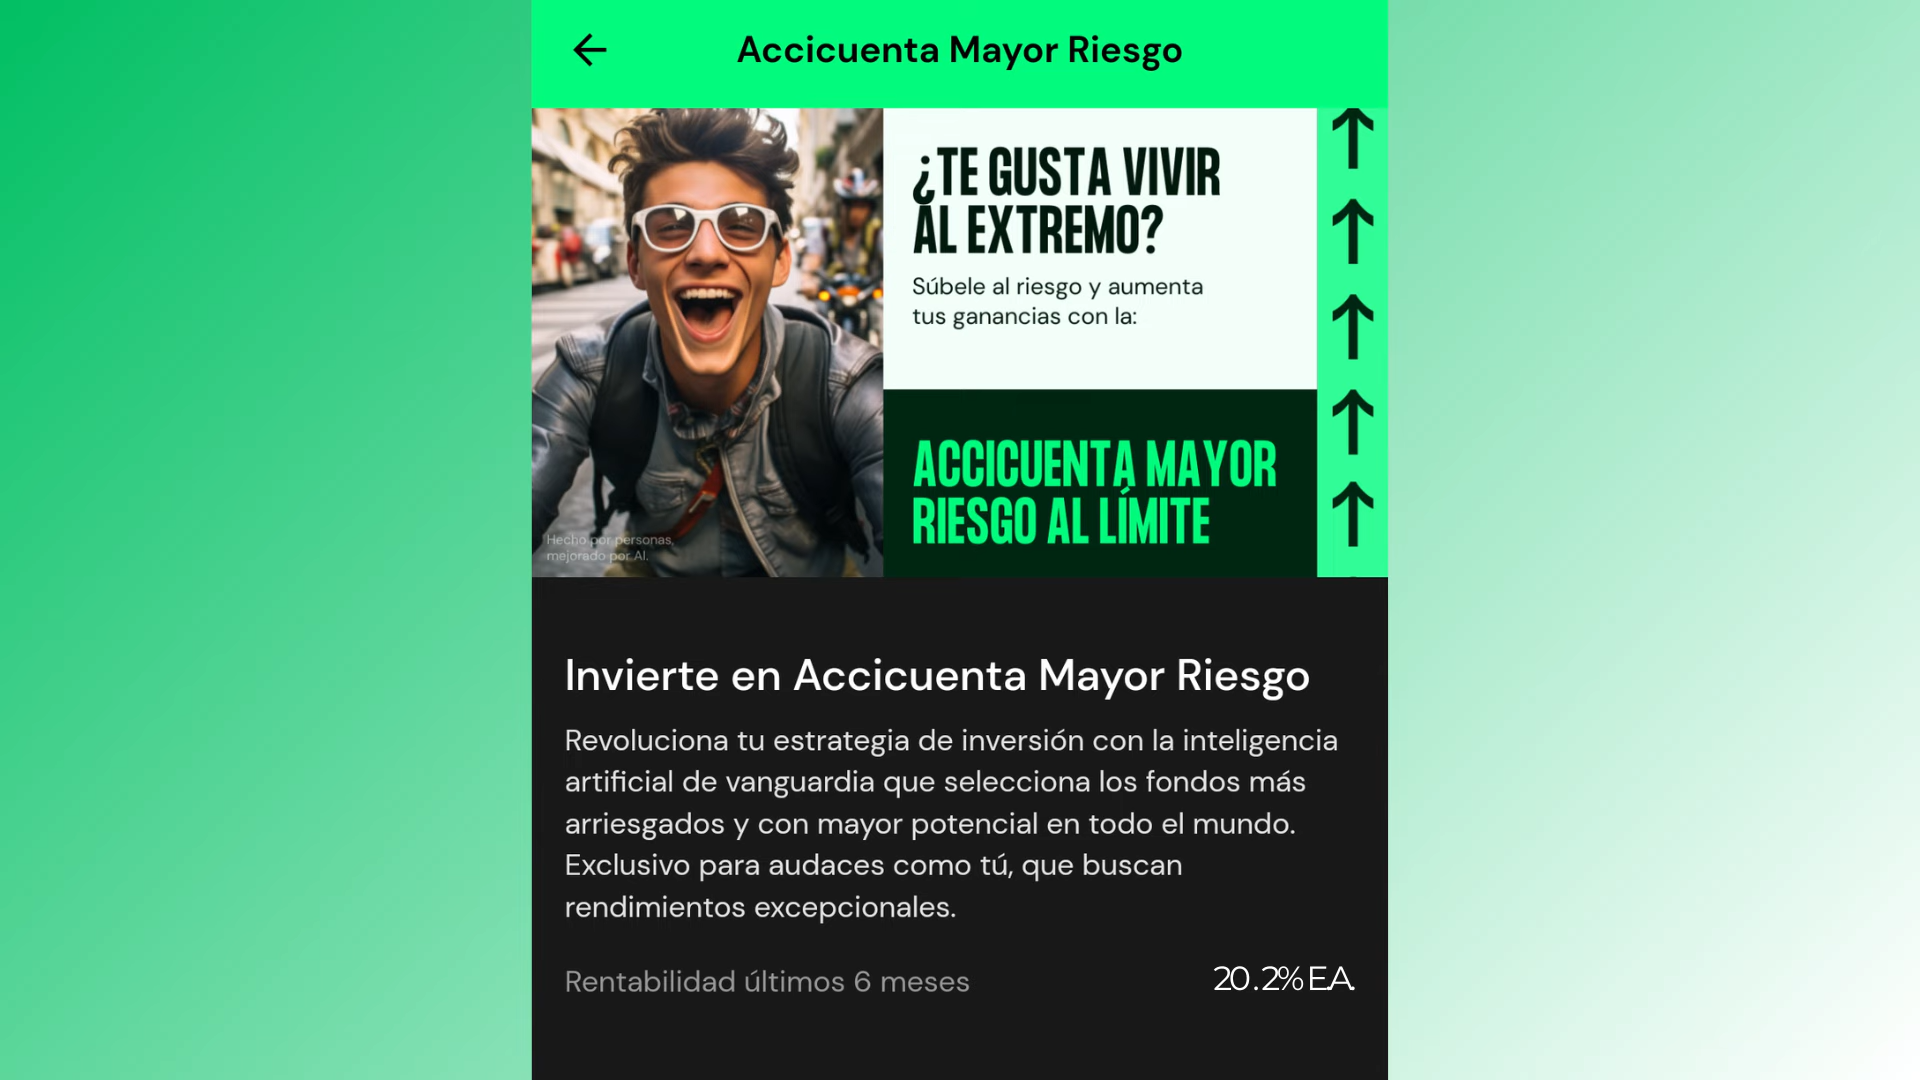 Accicuenta Mayor Riesgo
¿TE GUSTA VIVIR
AL EXTREMO?
Súbele al riesgo y aumenta
tus ganancias con la:
ACCICUENTA MAYOR
RIESGO AL LÍMITE
Hecho por personas,
mejorado por AI.
Invierte en Accicuenta Mayor Riesgo
Revoluciona tu estrategia de inversión con la inteligencia
artificial de vanguardia que selecciona los fondos más
arriesgados y con mayor potencial en todo el mundo.
Exclusivo para audaces como tú, que buscan
rendimientos excepcionales.
Rentabilidad últimos 6 meses 20.2% E.A.